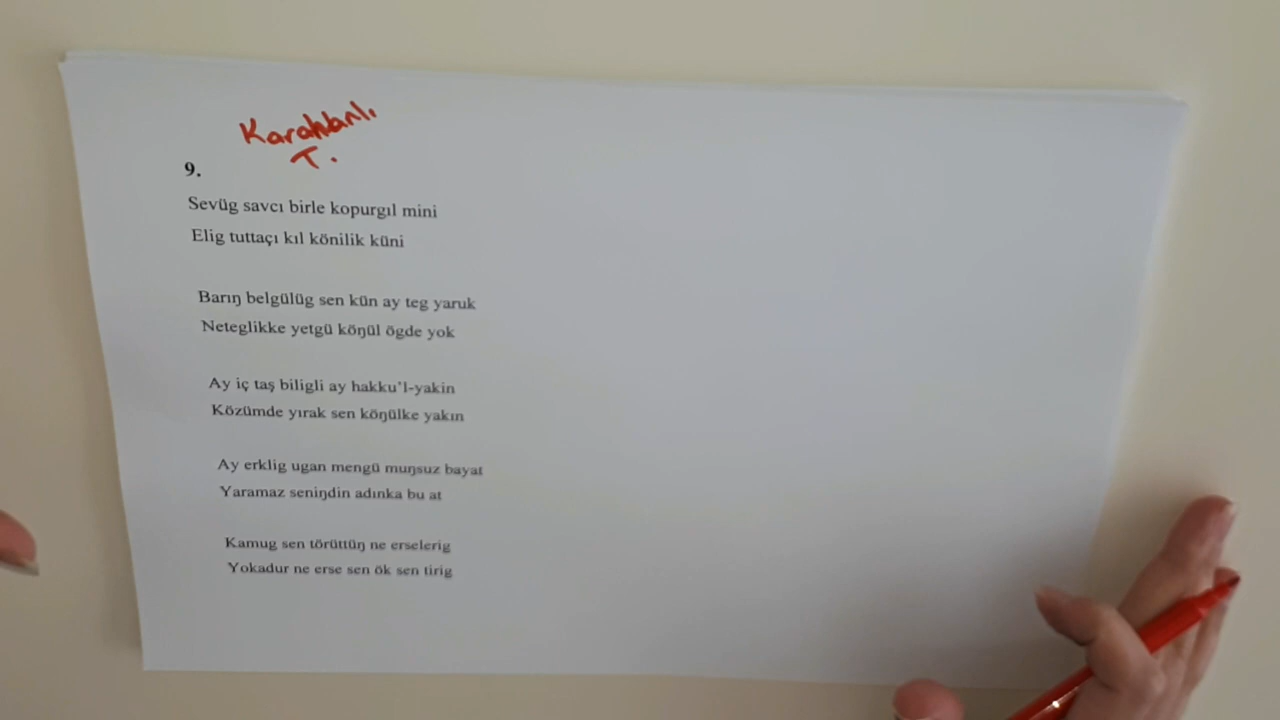 Karahanlı
T.
9.
Sevüg savcı birle kopurgıl mini
Elig tuttaçı kıl könilik küni
Barıŋ belgülüg sen kün ay teg yaruk
Neteglikke yetgü köŋül ögde yok
Ay iç taş biligli ay hakku'l-yakin
Közümde yırak sen köŋülke yakın
Ay erklig ugan mengü muŋsuz bayat
Yaramaz seniŋdin adınka bu at
Kamug sen törüttüŋ ne erselerig
Yokadur ne erse sen ök sen tirig